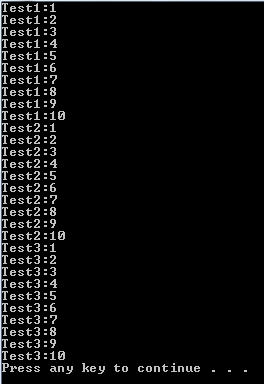 Test1:1
Test1:2
Test1:3
Test1:4
Test1:5
Test1:6
Test1:7
Test1:8
Test1:9
Test1:10
Test2:1
Test2:2
Test2:3
Test2:4
Test2:5
Test2:6
Test2:7
Test2:8
Test2:9
Test2:10
Test3:1
Test3:2
Test3:3
Test3:4
Test3:5
Test3:6
Test3:7
Test3:8
Test3:9
Test3:10
Press any key to continue . . .